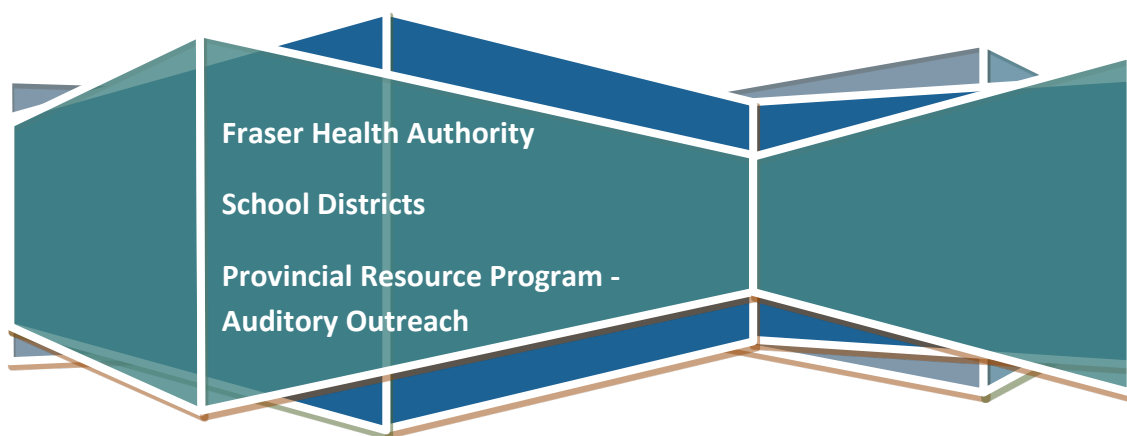 Fraser Health Authority
School Districts
Provincial Resource Program -
Auditory Outreach